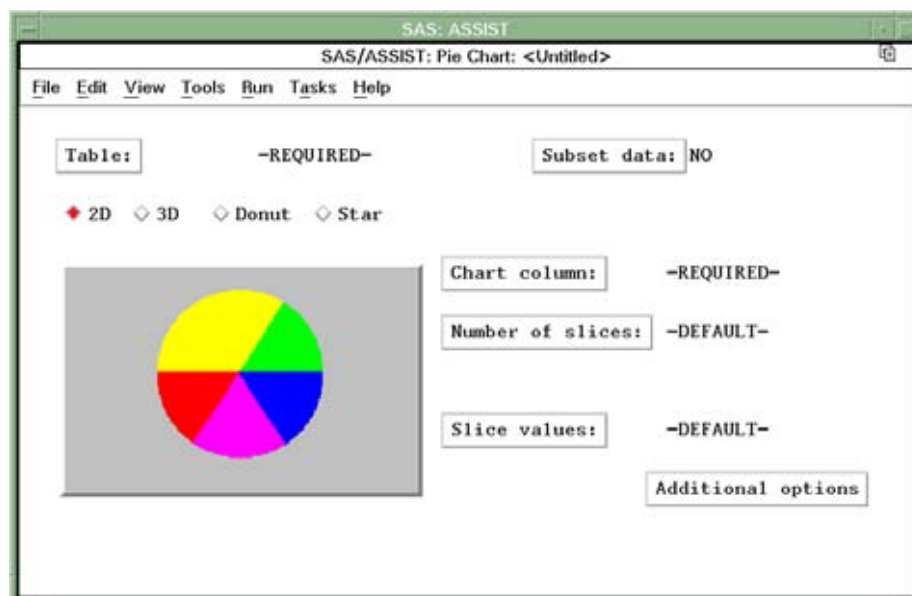 SAS: ASSIST
SAS/ASSIST: Pie Chart: <Untitled>
File Edit View Tools Run Tasks Help
Table: -REQUIRED- Subset data: NO
2D 3D Donut Star
Chart column: -REQUIRED-
Number of slices: -DEFAULT-
Slice values: -DEFAULT-
Additional options